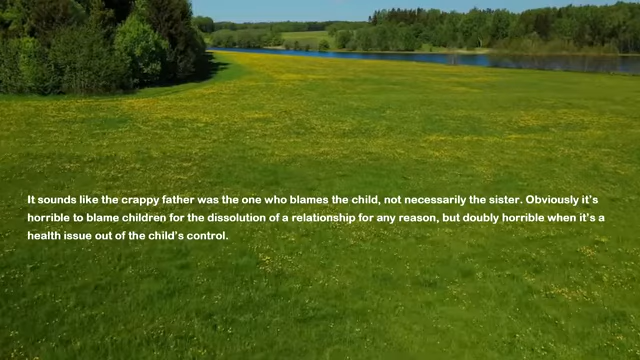 It sounds like the crappy father was the one who blames the child, not necessarily the sister. Obviously it's
horrible to blame children for the dissolution of a relationship for any reason, but doubly horrible when it's a
health issue out of the child's control.